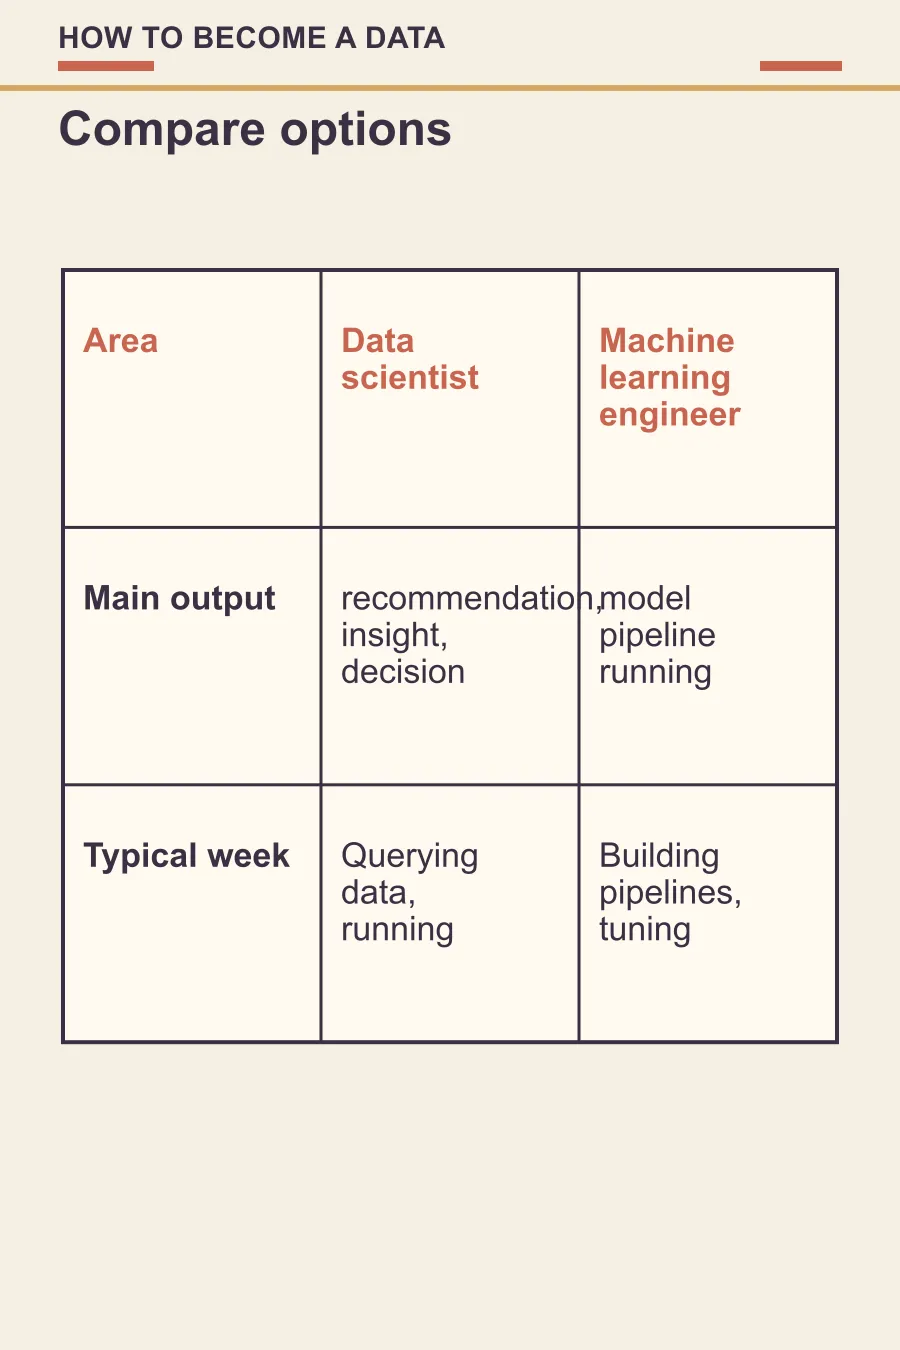 HOW TO BECOME A DATA
Compare options
Area
Data
scientist
Machine
learning
engineer
Main output
recommendation,
insight,
decision
model
pipeline
running
Typical week
Querying
data,
running
Building
pipelines,
tuning